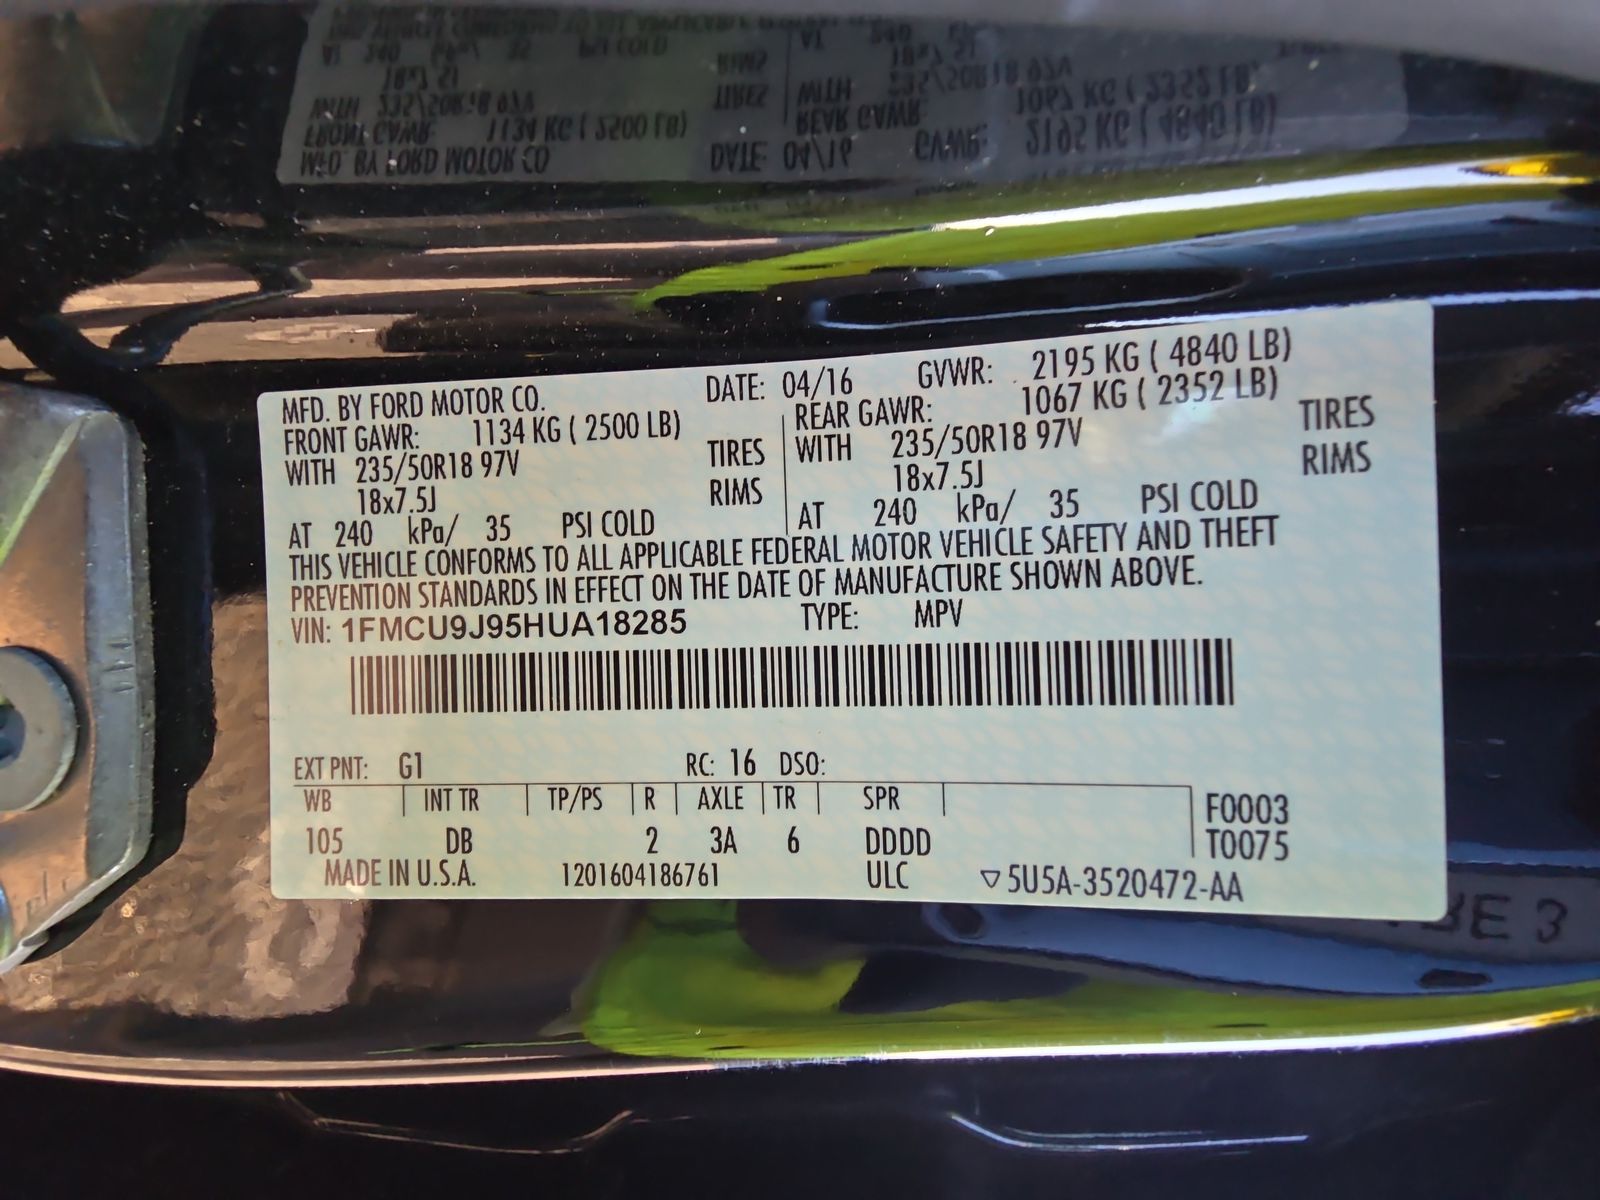 MFD. BY FORD MOTOR CO. DATE: 04/16 GVWR: 2195 KG ( 4840 LB)
FRONT GAWR: 1134 KG ( 2500 LB) REAR GAWR: 1067 KG ( 2352 LB)
WITH 235/50R18 97V TIRES WITH 235/50R18 97V TIRES
18x7.5J RIMS 18x7.5J RIMS
AT 240 kPa/ 35 PSI COLD AT 240 kPa/ 35 PSI COLD
THIS VEHICLE CONFORMS TO ALL APPLICABLE FEDERAL MOTOR VEHICLE SAFETY AND THEFT
PREVENTION STANDARDS IN EFFECT ON THE DATE OF MANUFACTURE SHOWN ABOVE.
VIN: 1FMCU9J95HUA18285 TYPE: MPV
EXT PNT: G1 RC: 16 DSO:
WB INT TR TP/PS R AXLE TR SPR F0003
105 DB 2 3A 6 DDDD T0075
MADE IN U.S.A. 1201604186761 ULC ▽5U5A-3520472-AA